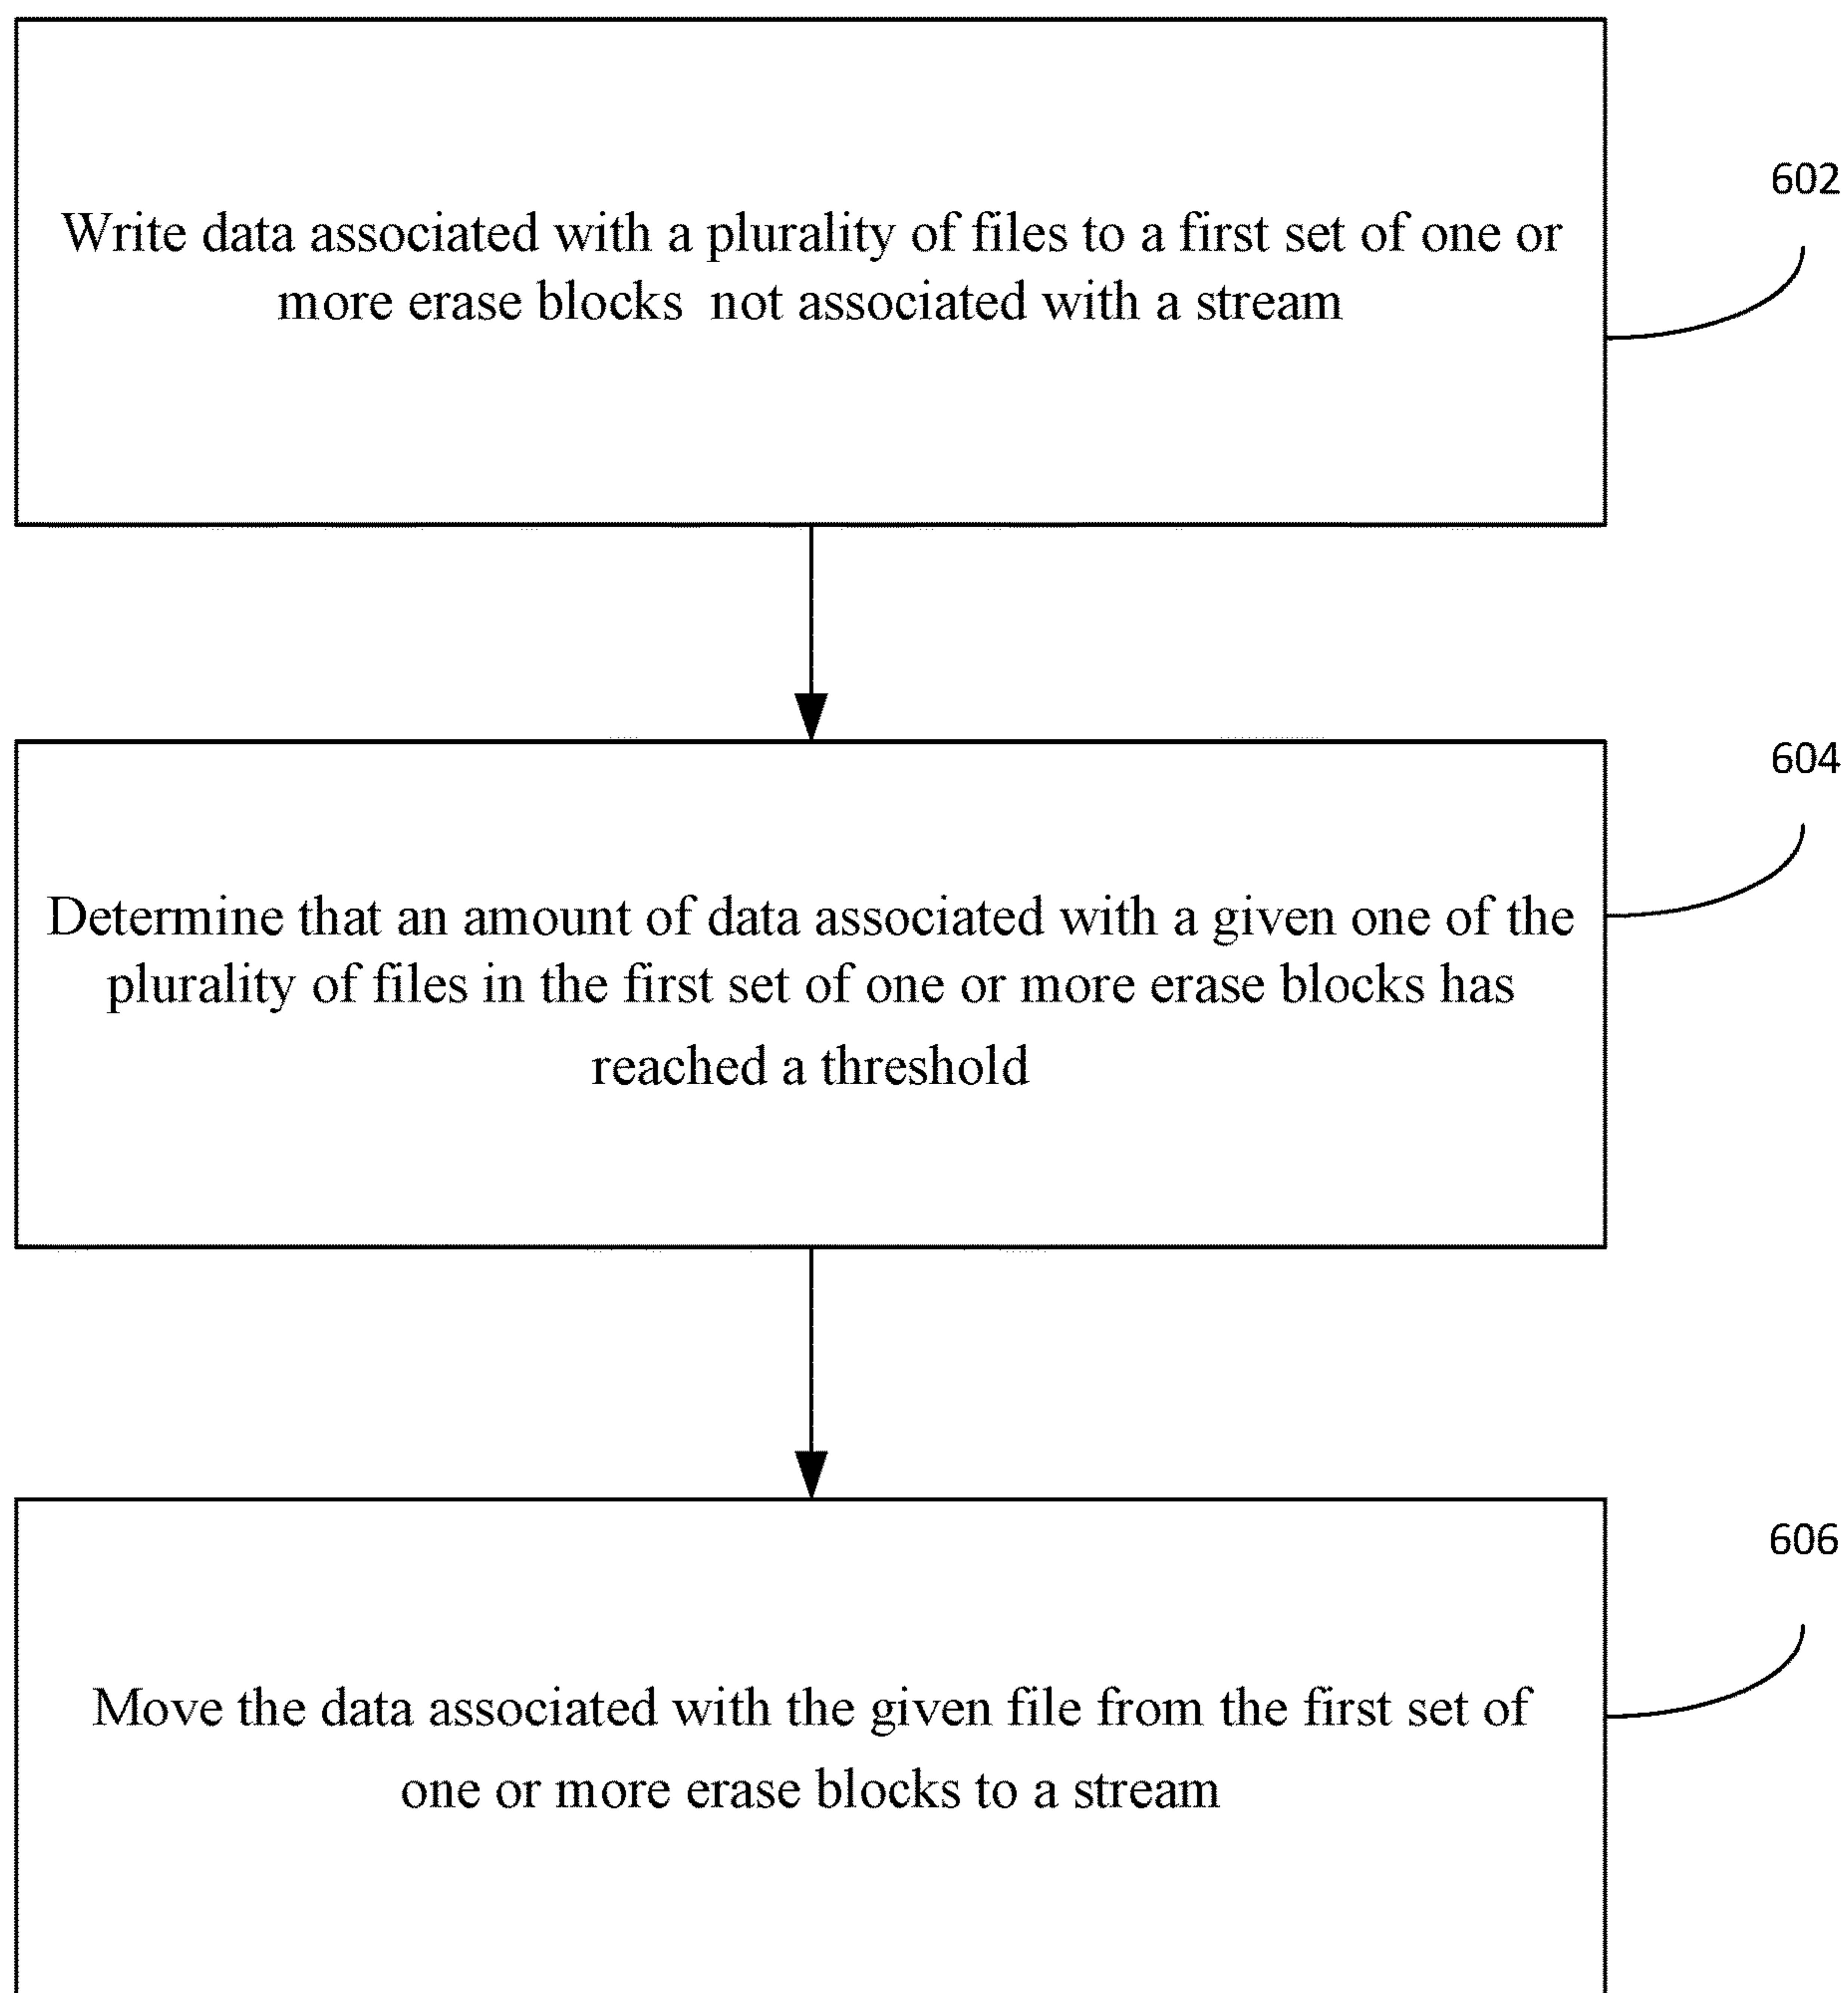 Write data associated with a plurality of files to a first set of one or
more erase blocks  not associated with a stream
602
Determine that an amount of data associated with a given one of the
plurality of files in the first set of one or more erase blocks has
reached a threshold
604
Move the data associated with the given file from the first set of
one or more erase blocks to a stream
606